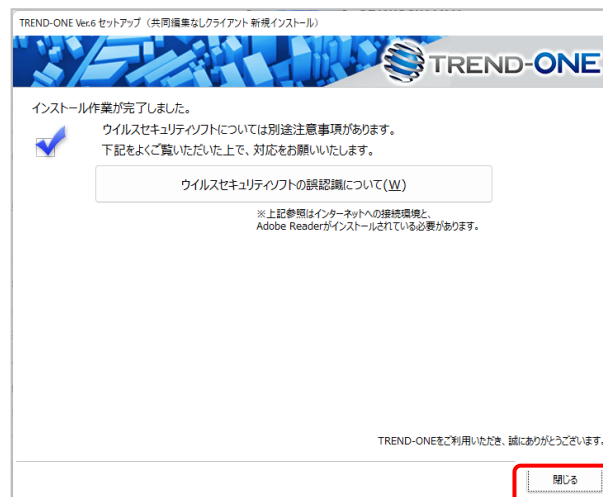 TREND-ONE Ver.6 セットアップ（共同編集なしクライアント 新規インストール）
TREND-ONE
インストール作業が完了しました。
ウイルスセキュリティソフトについては別途注意事項があります。
下記をよくご覧いただいた上で、対応をお願いいたします。
ウイルスセキュリティソフトの誤認識について(W)
※上記参照はインターネットへの接続環境と、
Adobe Readerがインストールされている必要があります。
TREND-ONEをご利用いただき、誠にありがとうございます。
閉じる